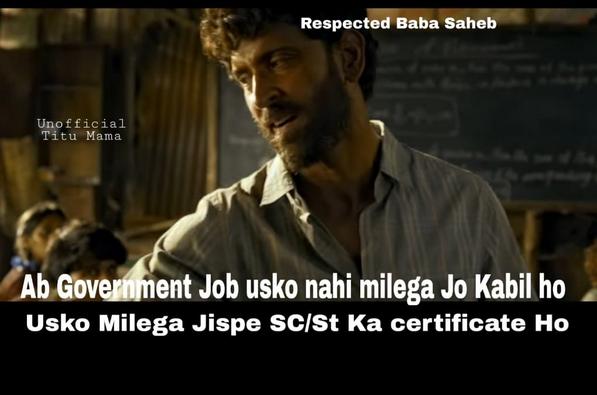 Respected Baba Saheb
Unofficial
Titu Mama
Ab Government Job usko nahi milega Jo Kabil ho
Usko Milega Jispe SC/St Ka certificate Ho